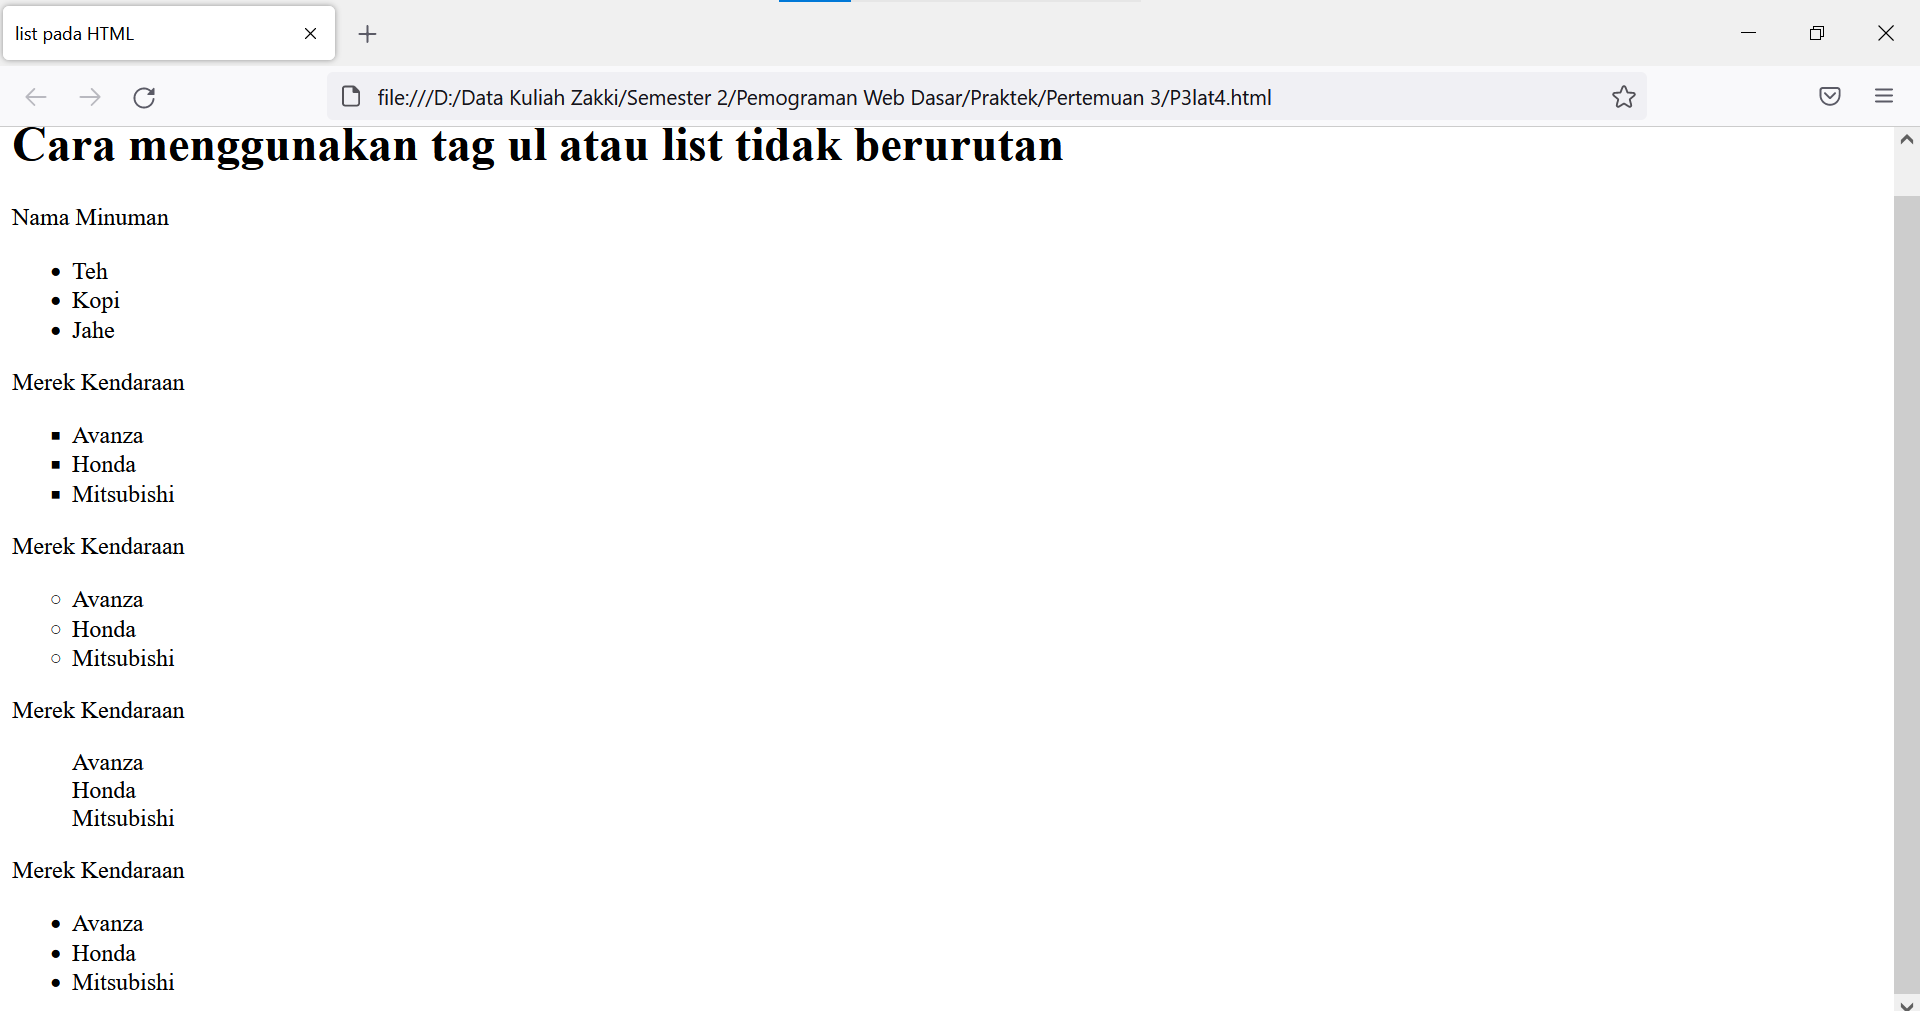 list pada HTML
file:///D:/Data Kuliah Zakki/Semester 2/Pemograman Web Dasar/Praktek/Pertemuan 3/P3lat4.html
Cara menggunakan tag ul atau list tidak berurutan
Nama Minuman
Teh
Kopi
Jahe
Merek Kendaraan
Avanza
Honda
Mitsubishi
Merek Kendaraan
Avanza
Honda
Mitsubishi
Merek Kendaraan
Avanza
Honda
Mitsubishi
Merek Kendaraan
Avanza
Honda
Mitsubishi